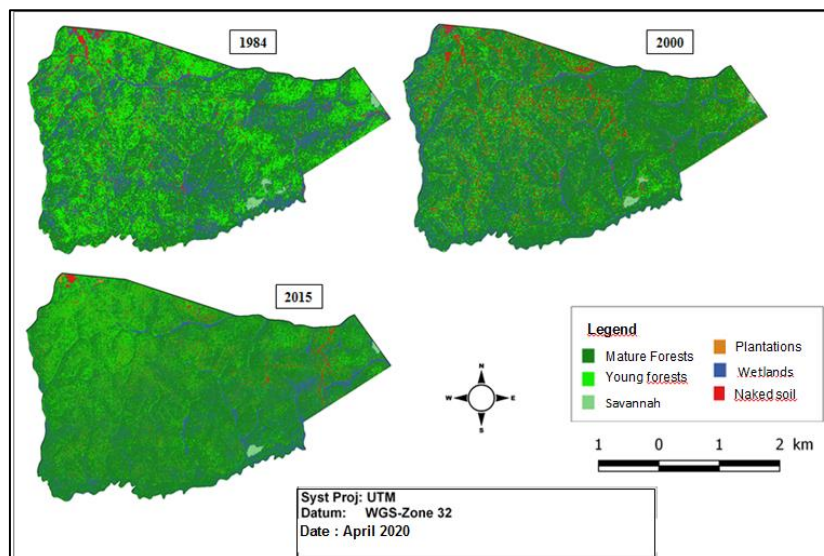 1984
2000
2015
Legend
Mature Forests
Young forests
Savannah
Plantations
Wetlands
Naked soil
N
W E
S
1 0 1 2 km
Syst Proj: UTM
Datum: WGS-Zone 32
Date : April 2020